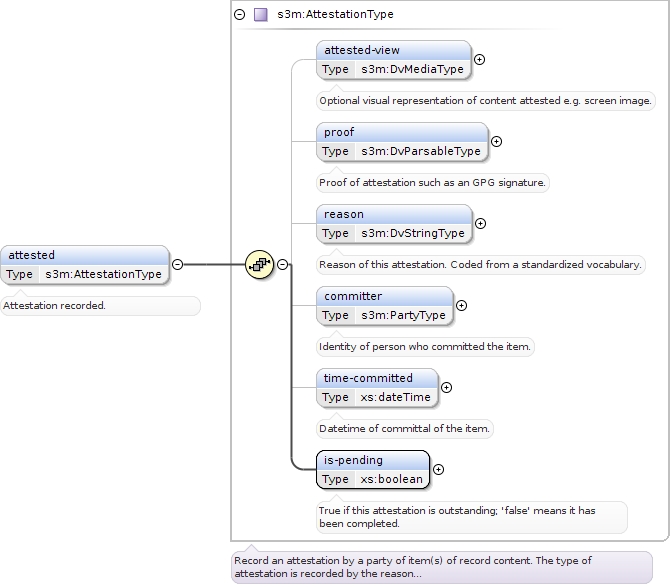 s3m:AttestationType
attested-view
Type s3m:DvMediaType
Optional visual representation of content attested e.g. screen image.
proof
Type s3m:DvParsableType
Proof of attestation such as an GPG signature.
reason
Type s3m:DvStringType
Reason of this attestation. Coded from a standardized vocabulary.
attested
Type s3m:AttestationType
Attestation recorded.
committer
Type s3m:PartyType
Identity of person who committed the item.
time-committed
Type xs:dateTime
Datetime of committal of the item.
is-pending
Type xs:boolean
True if this attestation is outstanding; 'false' means it has
been completed.
Record an attestation by a party of item(s) of record content. The type of
attestation is recorded by the reason...